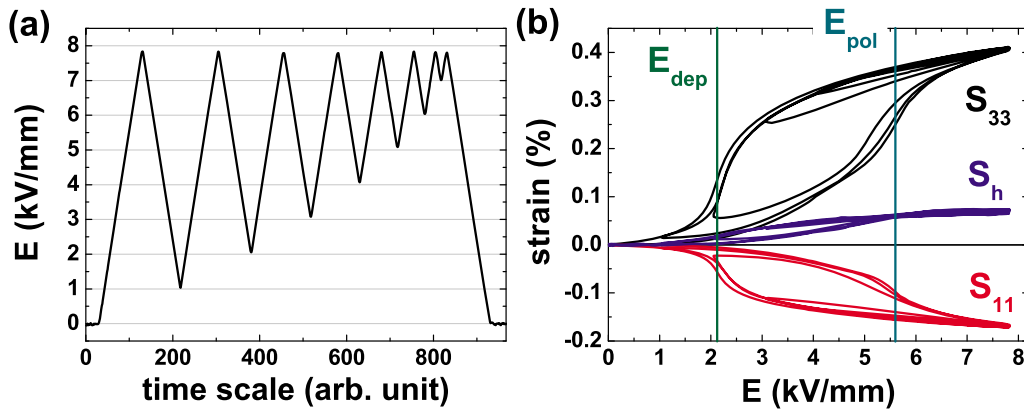 (a)
E (kV/mm)
8
7
6
5
4
3
2
1
0
0 200 400 600 800
time scale (arb. unit)
(b)
strain (%)
0.4
0.3
0.2
0.1
0.0
-0.1
-0.2
E_dep
E_pol
S_33
S_h
S_11
0 1 2 3 4 5 6 7 8
E (kV/mm)